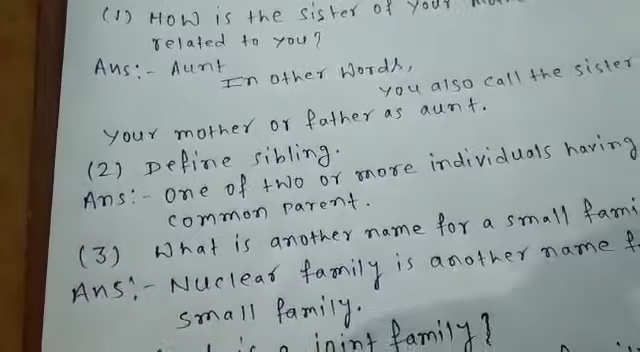 (1) How is the sister of your
related to you?
Ans:- Aunt
In other words,
you also call the sister
your mother or father as aunt.
(2) Define sibling.
Ans:- One of two or more individuals having
common parent.
(3) What is another name for a small
Ans:- Nuclear family is another name
small family.
joint family?